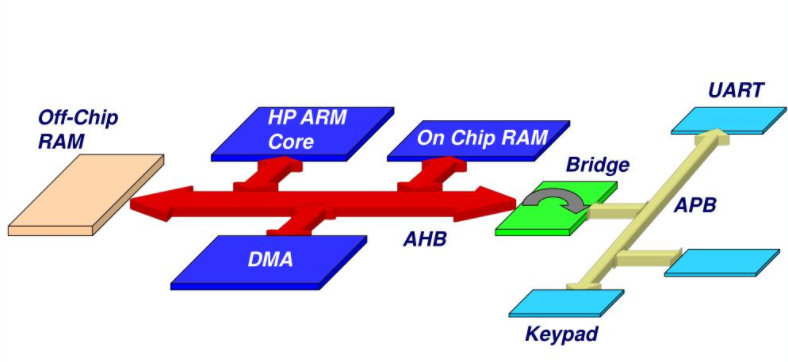 UART
Off-Chip
RAM
HP ARM
Core
On Chip RAM
Bridge
APB
AHB
DMA
Keypad